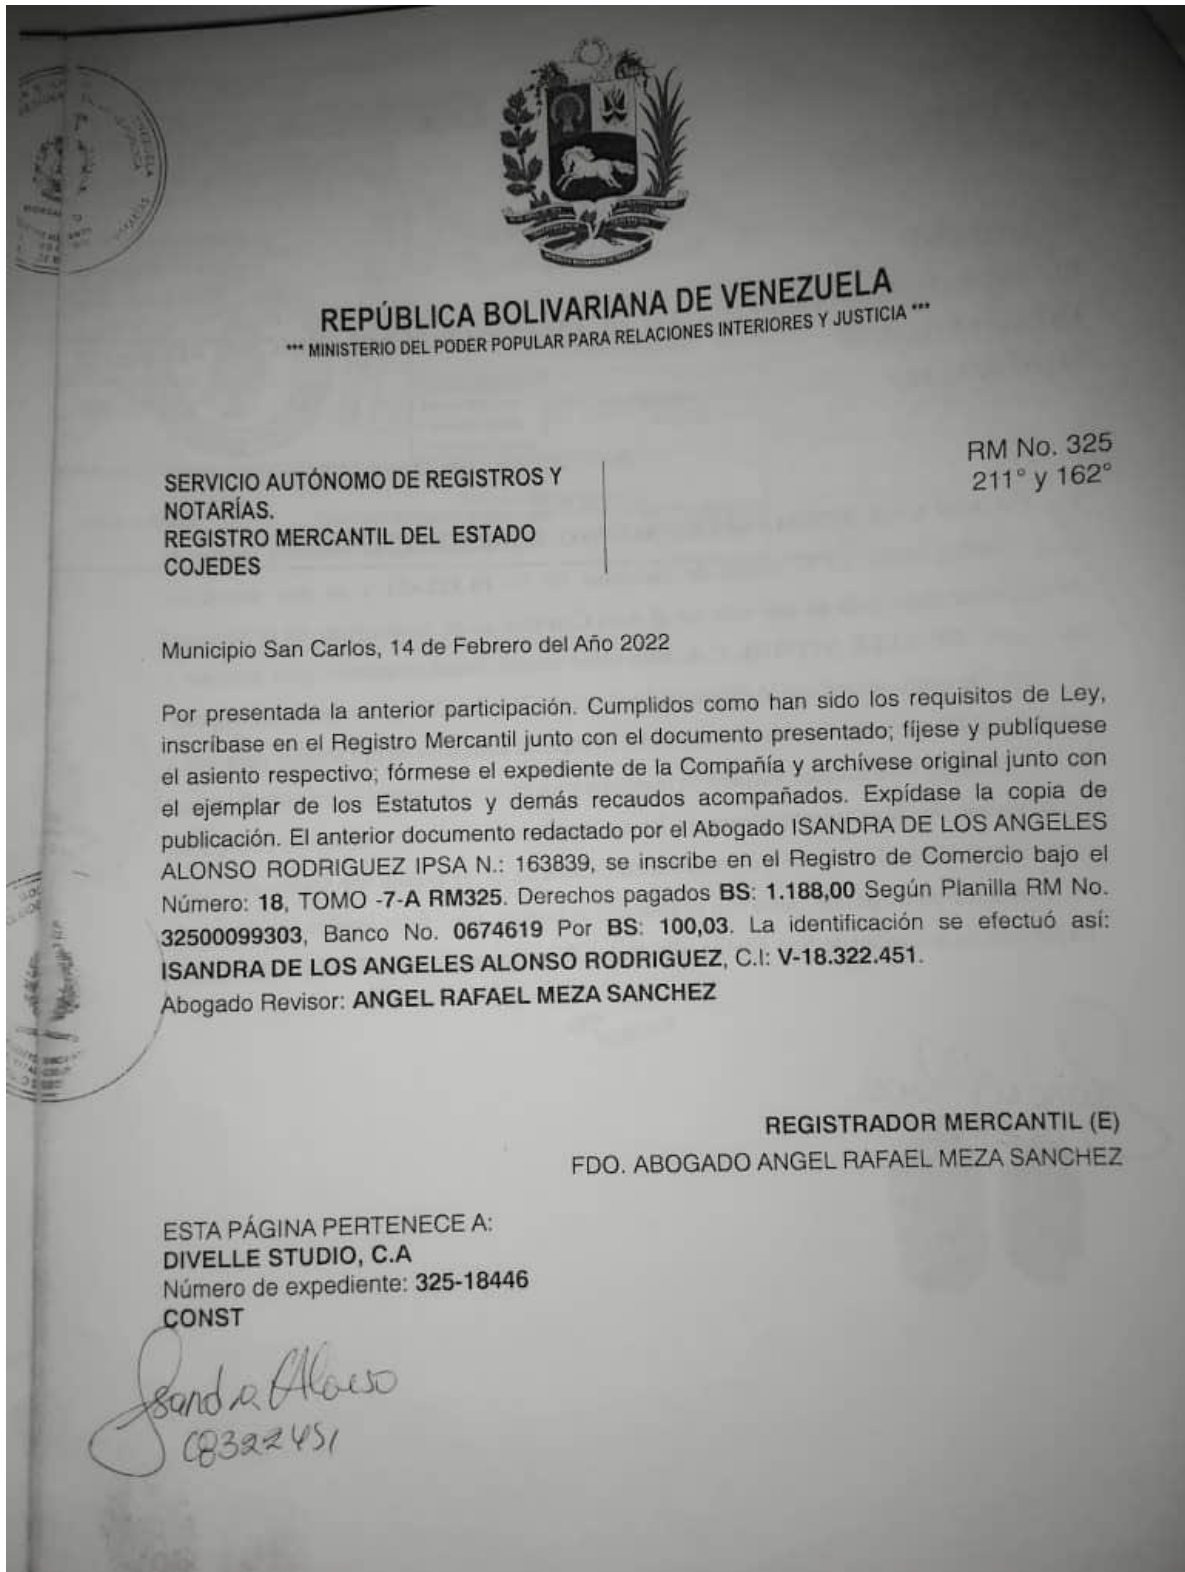 REPÚBLICA BOLIVARIANA DE VENEZUELA
*** MINISTERIO DEL PODER POPULAR PARA RELACIONES INTERIORES Y JUSTICIA ***
RM No. 325
211° y 162°
SERVICIO AUTÓNOMO DE REGISTROS Y
NOTARÍAS.
REGISTRO MERCANTIL DEL ESTADO
COJEDES
Municipio San Carlos, 14 de Febrero del Año 2022
Por presentada la anterior participación. Cumplidos como han sido los requisitos de Ley,
inscríbase en el Registro Mercantil junto con el documento presentado; fíjese y publíquese
el asiento respectivo; fórmese el expediente de la Compañía y archívese original junto con
el ejemplar de los Estatutos y demás recaudos acompañados. Expídase la copia de
publicación. El anterior documento redactado por el Abogado ISANDRA DE LOS ANGELES
ALONSO RODRIGUEZ IPSA N.: 163839, se inscribe en el Registro de Comercio bajo el
Número: 18, TOMO -7-A RM325. Derechos pagados BS: 1.188,00 Según Planilla RM No.
32500099303, Banco No. 0674619 Por BS: 100,03. La identificación se efectuó así:
ISANDRA DE LOS ANGELES ALONSO RODRIGUEZ, C.I: V-18.322.451.
Abogado Revisor: ANGEL RAFAEL MEZA SANCHEZ
REGISTRADOR MERCANTIL (E)
FDO. ABOGADO ANGEL RAFAEL MEZA SANCHEZ
ESTA PÁGINA PERTENECE A:
DIVELLE STUDIO, C.A
Número de expediente: 325-18446
CONST
Isandra Alonso
18322451